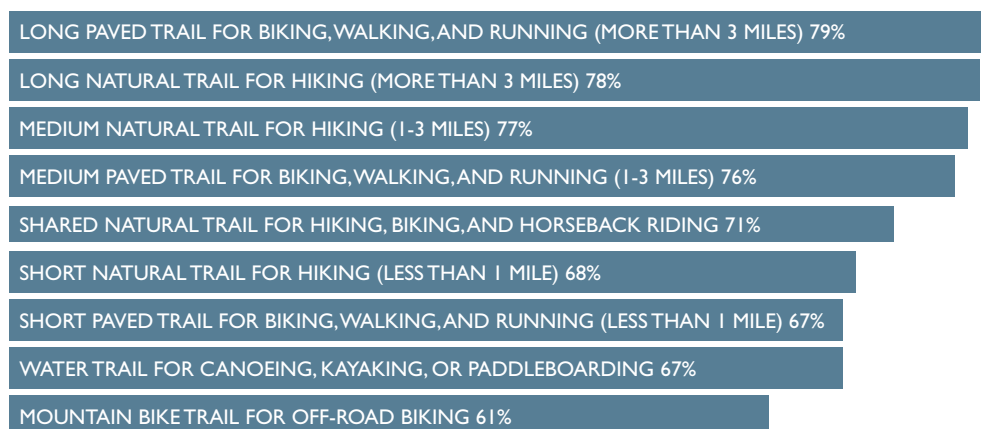 LONG PAVED TRAIL FOR BIKING, WALKING, AND RUNNING (MORE THAN 3 MILES) 79%
LONG NATURAL TRAIL FOR HIKING (MORE THAN 3 MILES) 78%
MEDIUM NATURAL TRAIL FOR HIKING (1-3 MILES) 77%
MEDIUM PAVED TRAIL FOR BIKING, WALKING, AND RUNNING (1-3 MILES) 76%
SHARED NATURAL TRAIL FOR HIKING, BIKING, AND HORSEBACK RIDING 71%
SHORT NATURAL TRAIL FOR HIKING (LESS THAN 1 MILE) 68%
SHORT PAVED TRAIL FOR BIKING, WALKING, AND RUNNING (LESS THAN 1 MILE) 67%
WATER TRAIL FOR CANOEING, KAYAKING, OR PADDLEBOARDING 67%
MOUNTAIN BIKE TRAIL FOR OFF-ROAD BIKING 61%